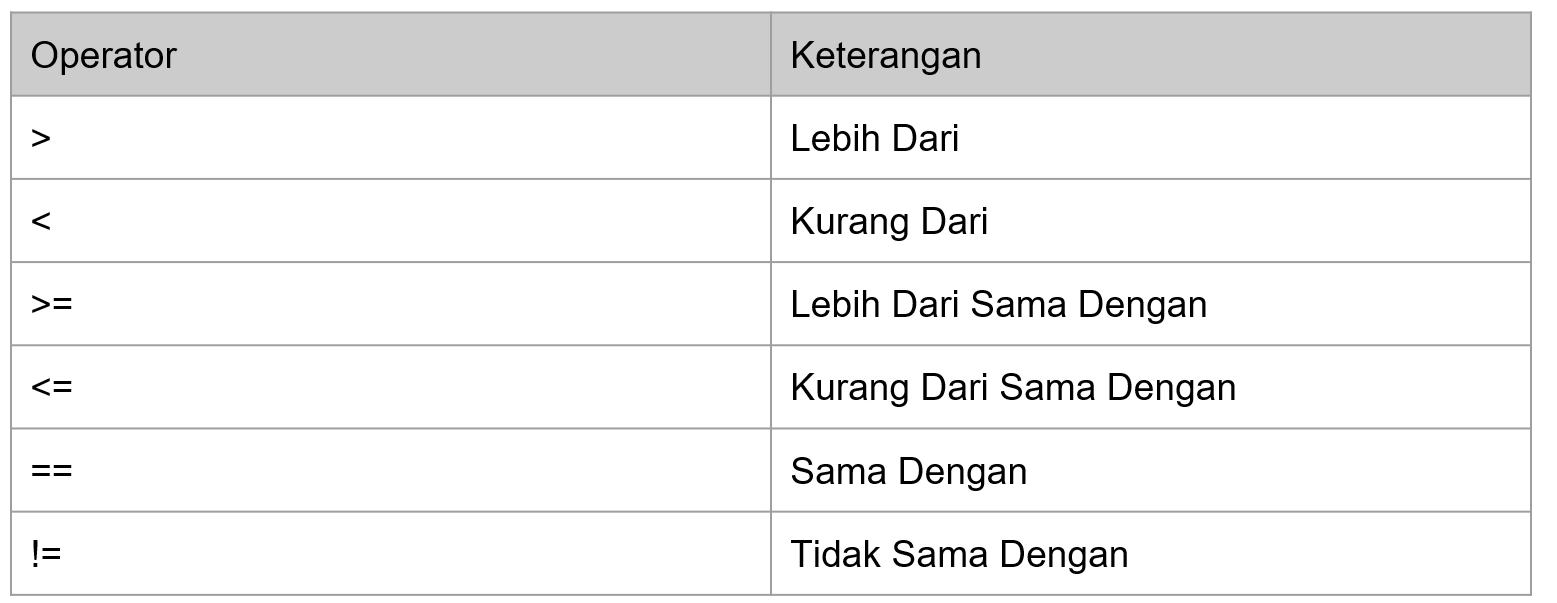 Operator Keterangan
> Lebih Dari
< Kurang Dari
>= Lebih Dari Sama Dengan
<= Kurang Dari Sama Dengan
== Sama Dengan
!= Tidak Sama Dengan